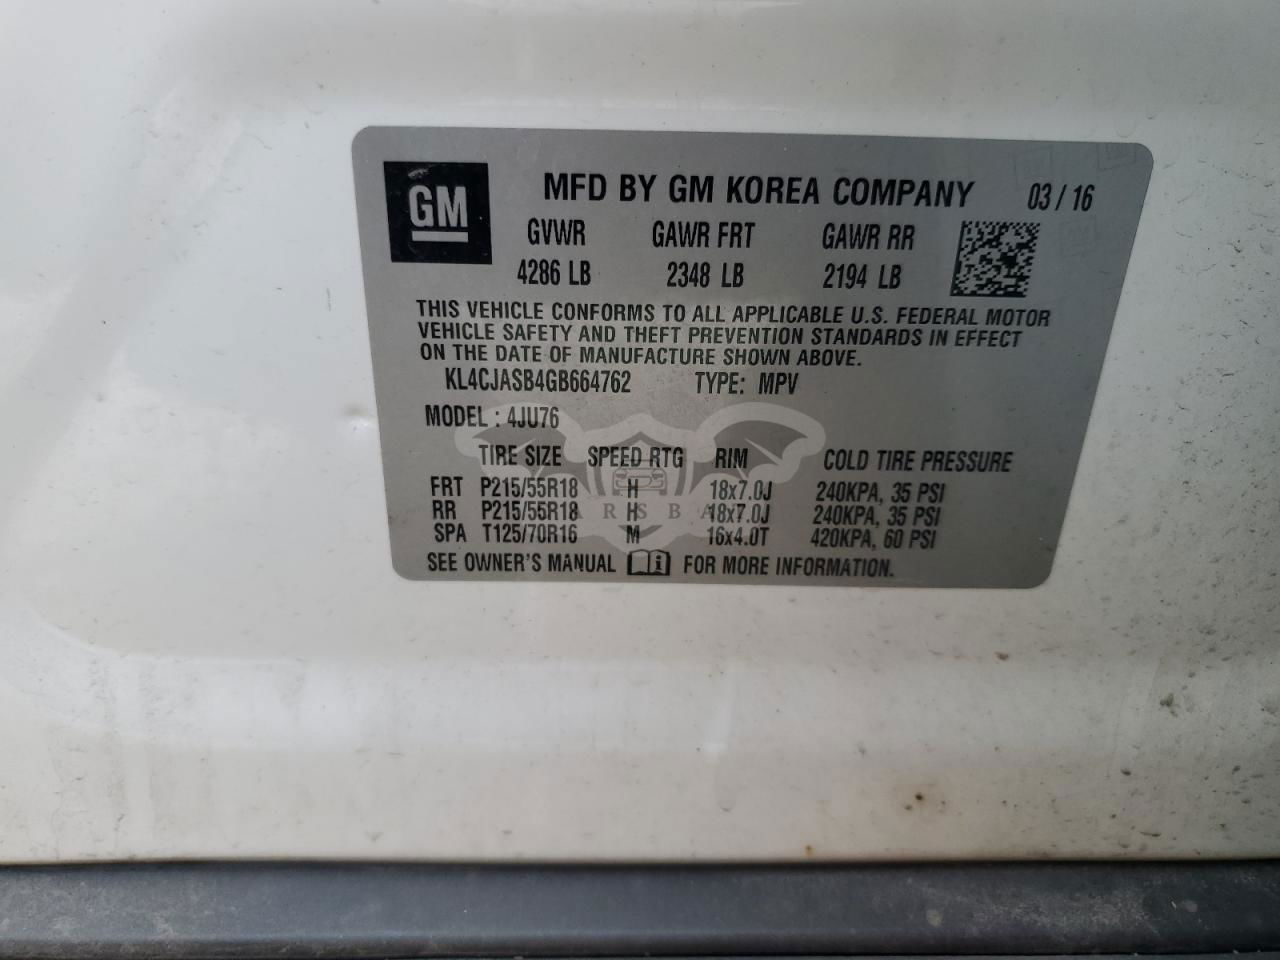 GM
MFD BY GM KOREA COMPANY 03 / 16
GVWR GAWR FRT GAWR RR
4286 LB 2348 LB 2194 LB
THIS VEHICLE CONFORMS TO ALL APPLICABLE U.S. FEDERAL MOTOR
VEHICLE SAFETY AND THEFT PREVENTION STANDARDS IN EFFECT
ON THE DATE OF MANUFACTURE SHOWN ABOVE.
KL4CJASB4GB664762 TYPE: MPV
MODEL : 4JU76
TIRE SIZE SPEED RTG RIM COLD TIRE PRESSURE
FRT P215/55R18 H 18x7.0J 240KPA, 35 PSI
RR P215/55R18 H 18x7.0J 240KPA, 35 PSI
SPA T125/70R16 M 16x4.0T 420KPA, 60 PSI
SEE OWNER'S MANUAL i FOR MORE INFORMATION.